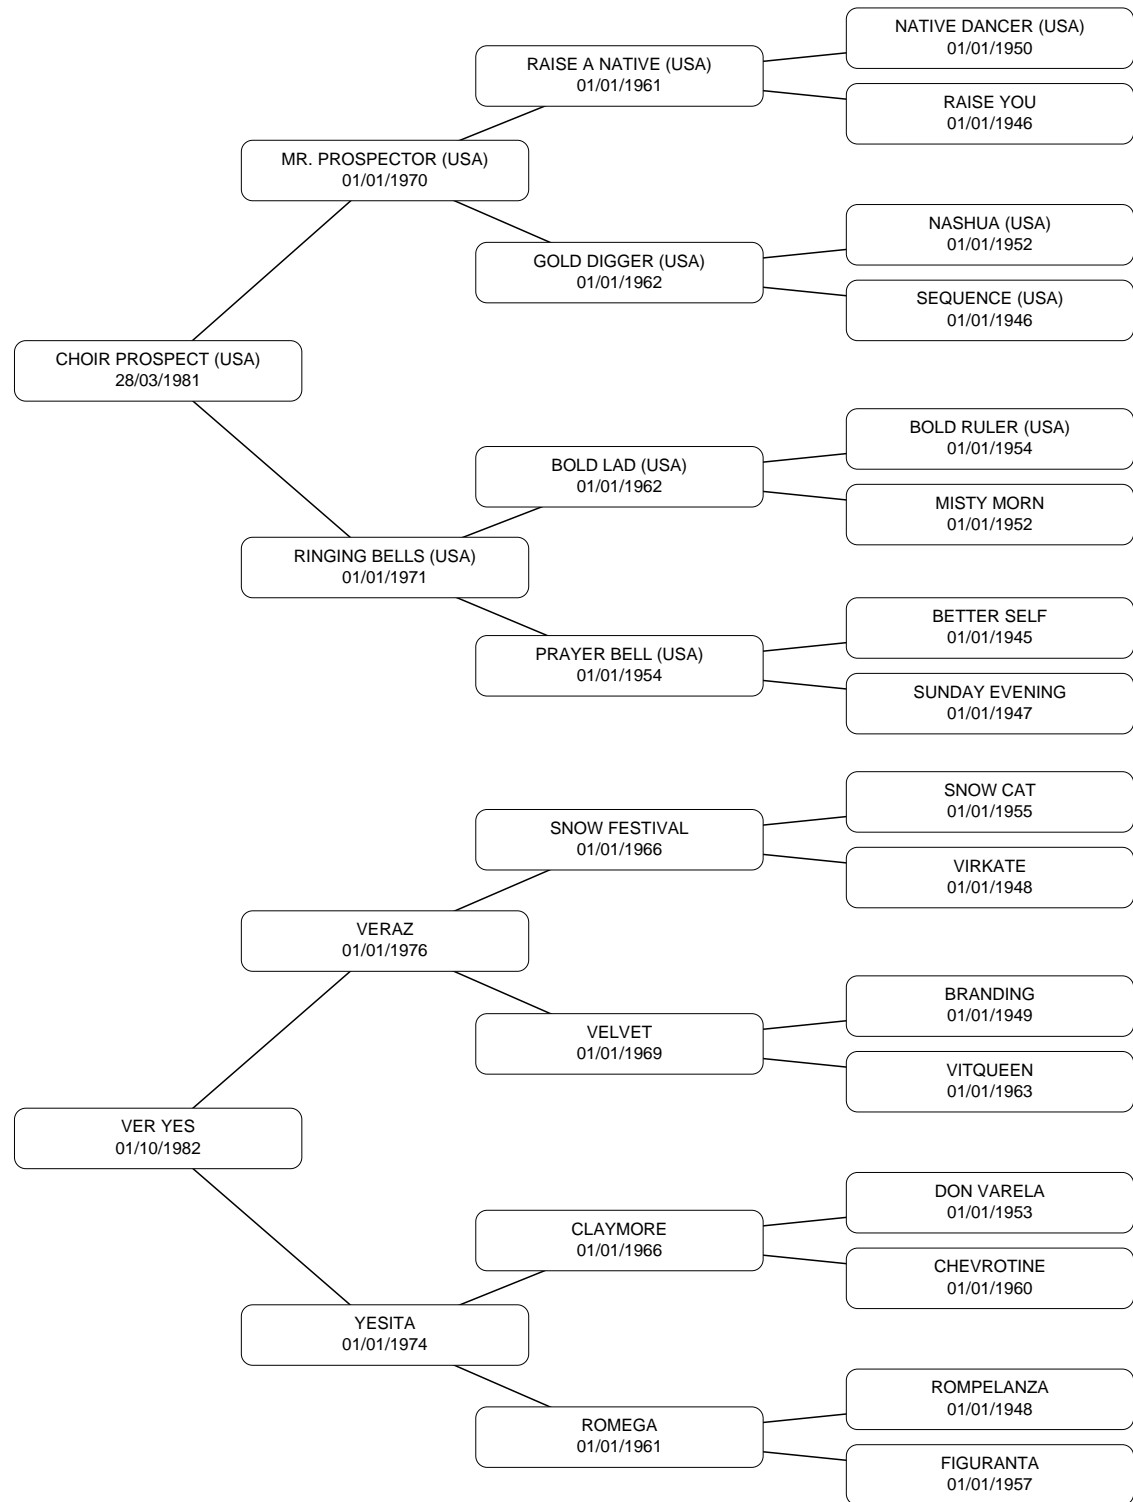 NATIVE DANCER (USA)
01/01/1950
RAISE A NATIVE (USA)
01/01/1961
RAISE YOU
01/01/1946
MR. PROSPECTOR (USA)
01/01/1970
NASHUA (USA)
01/01/1952
GOLD DIGGER (USA)
01/01/1962
SEQUENCE (USA)
01/01/1946
CHOIR PROSPECT (USA)
28/03/1981
BOLD RULER (USA)
01/01/1954
BOLD LAD (USA)
01/01/1962
MISTY MORN
01/01/1952
RINGING BELLS (USA)
01/01/1971
BETTER SELF
01/01/1945
PRAYER BELL (USA)
01/01/1954
SUNDAY EVENING
01/01/1947
SNOW CAT
01/01/1955
SNOW FESTIVAL
01/01/1966
VIRKATE
01/01/1948
VERAZ
01/01/1976
BRANDING
01/01/1949
VELVET
01/01/1969
VITQUEEN
01/01/1963
VER YES
01/10/1982
DON VARELA
01/01/1953
CLAYMORE
01/01/1966
CHEVROTINE
01/01/1960
YESITA
01/01/1974
ROMPELANZA
01/01/1948
ROMEGA
01/01/1961
FIGURANTA
01/01/1957